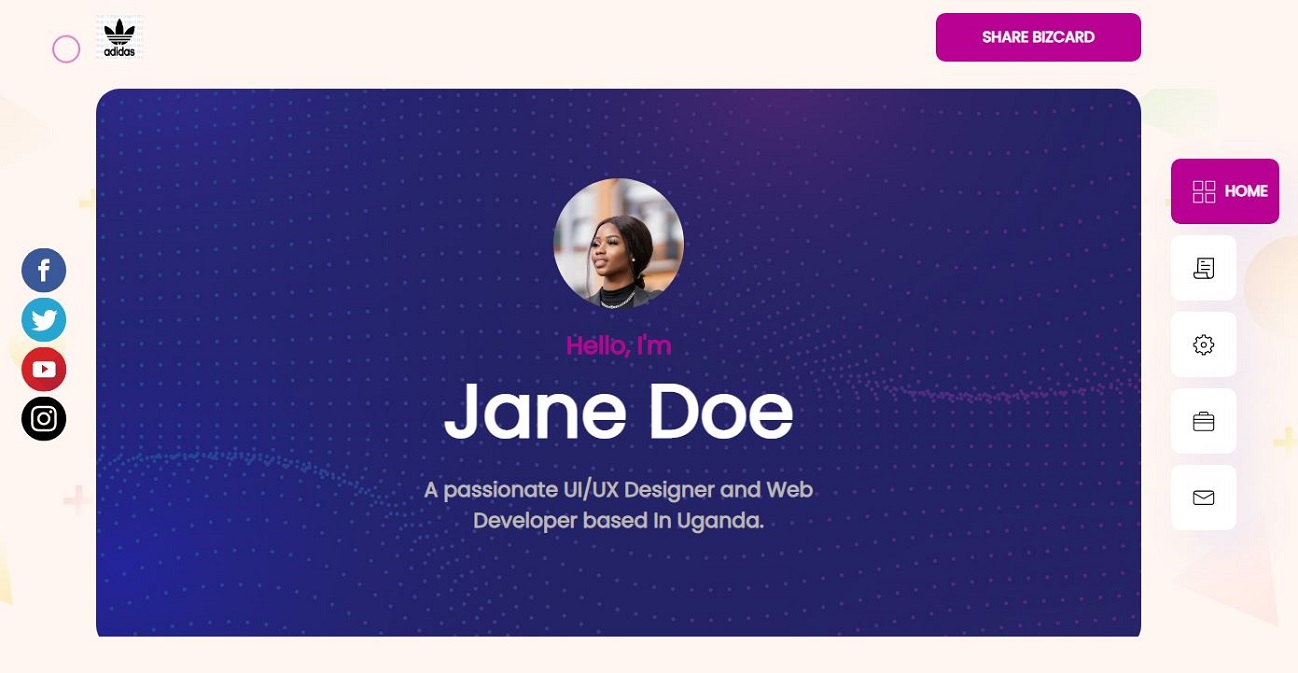 adidas
SHARE BIZCARD
HOME
Hello, I'm
Jane Doe
A passionate UI/UX Designer and Web
Developer based In Uganda.